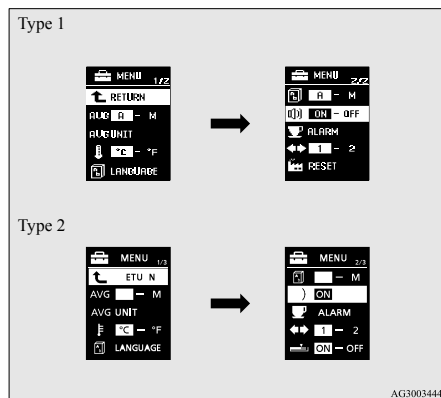 Type 1
MENU 1/2
RETURN
AVG A – M
AVG UNIT
°C – °F
LANGUAGE
MENU 2/2
A – M
ON – OFF
ALARM
1 – 2
RESET
Type 2
MENU 1/3
ETU N
AVG – M
AVG UNIT
°C – °F
LANGUAGE
MENU 2/3
– M
ON
ALARM
1 – 2
ON – OFF
AG3003444